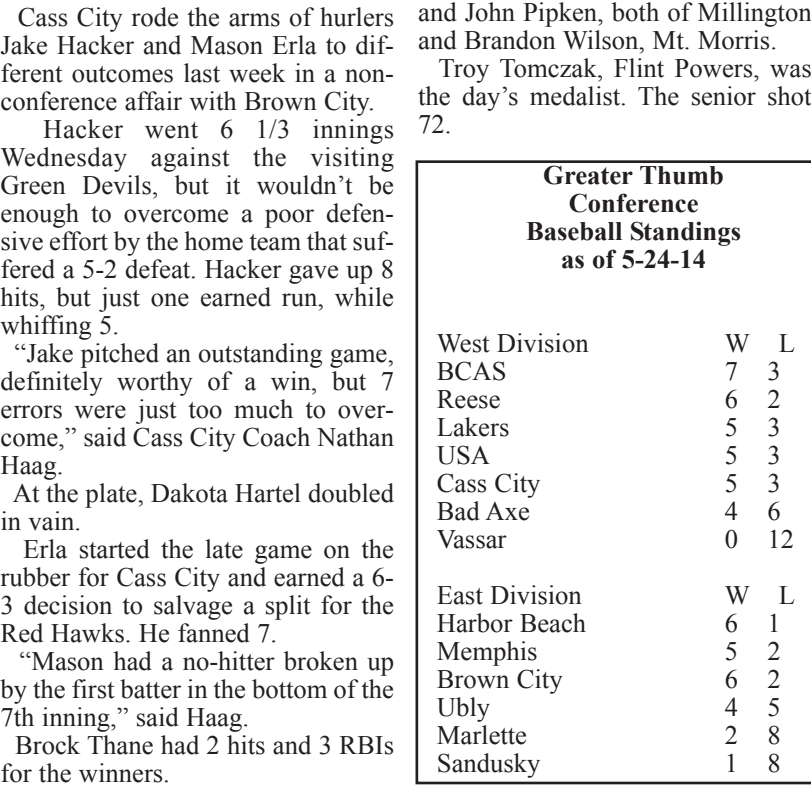 Cass City rode the arms of hurlers
Jake Hacker and Mason Erla to dif-
ferent outcomes last week in a non-
conference affair with Brown City.
Hacker went 6 1/3 innings
Wednesday against the visiting
Green Devils, but it wouldn't be
enough to overcome a poor defen-
sive effort by the home team that suf-
fered a 5-2 defeat. Hacker gave up 8
hits, but just one earned run, while
whiffing 5.
“Jake pitched an outstanding game,
definitely worthy of a win, but 7
errors were just too much to over-
come,” said Cass City Coach Nathan
Haag.
At the plate, Dakota Hartel doubled
in vain.
Erla started the late game on the
rubber for Cass City and earned a 6-
3 decision to salvage a split for the
Red Hawks. He fanned 7.
“Mason had a no-hitter broken up
by the first batter in the bottom of the
7th inning,” said Haag.
Brock Thane had 2 hits and 3 RBIs
for the winners.
and John Pipken, both of Millington
and Brandon Wilson, Mt. Morris.
Troy Tomczak, Flint Powers, was
the day's medalist. The senior shot
72.
Greater Thumb
Conference
Baseball Standings
as of 5-24-14
West Division W L
BCAS 7 3
Reese 6 2
Lakers 5 3
USA 5 3
Cass City 5 3
Bad Axe 4 6
Vassar 0 12
East Division W L
Harbor Beach 6 1
Memphis 5 2
Brown City 6 2
Ubly 4 5
Marlette 2 8
Sandusky 1 8